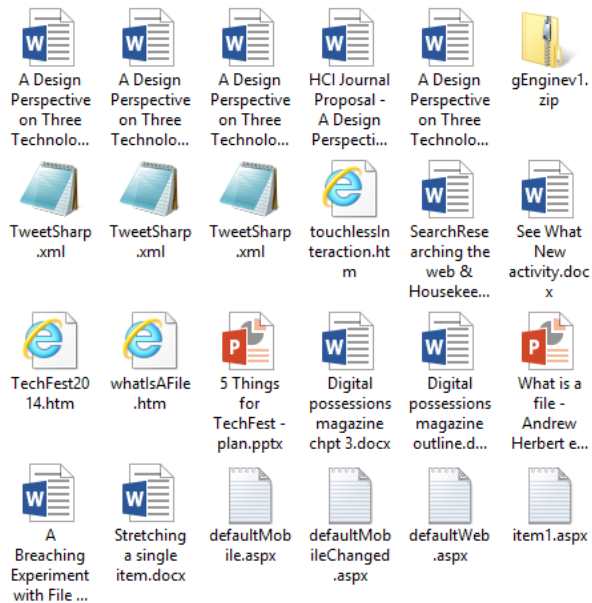 A Design
Perspective
on Three
Technolo...
A Design
Perspective
on Three
Technolo...
A Design
Perspective
on Three
Technolo...
HCI Journal
Proposal -
A Design
Perspecti...
A Design
Perspective
on Three
Technolo...
gEnginev1.
zip
TweetSharp
.xml
TweetSharp
.xml
TweetSharp
.xml
touchlessIn
teraction.ht
m
SearchRese
arching the
web &
Housekee...
See What
New
activity.doc
x
TechFest20
14.htm
whatIsAFile
.htm
5 Things
for
TechFest -
plan.pptx
Digital
possessions
magazine
chpt 3.docx
Digital
possessions
magazine
outline.d...
What is a
file -
Andrew
Herbert e...
A
Breaching
Experiment
with File ...
Stretching
a single
item.docx
defaultMob
ile.aspx
defaultMob
ileChanged
.aspx
defaultWeb
.aspx
item1.aspx